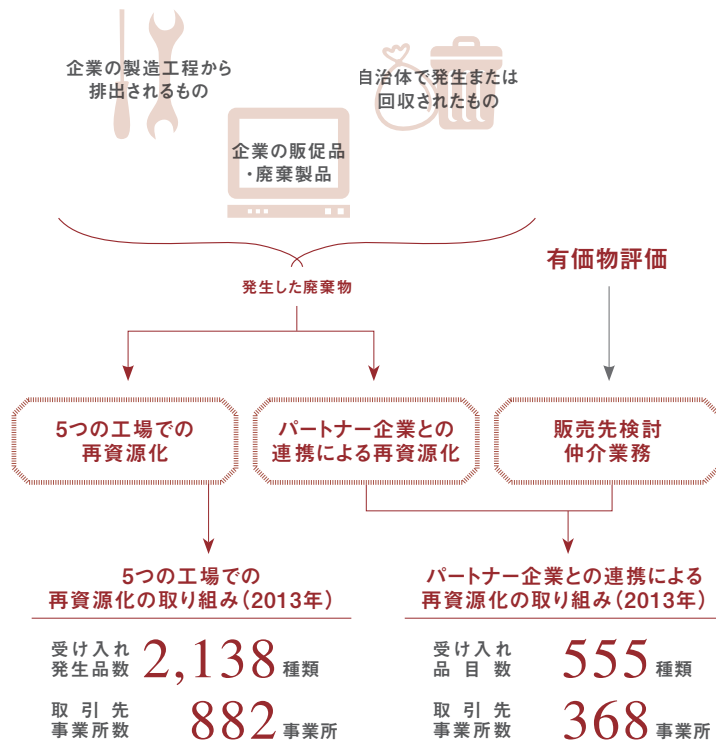 企業の製造工程から
排出されるもの
自治体で発生または
回収されたもの
企業の販促品
・廃棄製品
発生した廃棄物
有価物評価
5つの工場での
再資源化
パートナー企業との
連携による再資源化
販売先検討
仲介業務
5つの工場での
再資源化の取り組み(2013年)
受け入れ
発生品数 2,138 種類
取引先
事業所数 882 事業所
パートナー企業との連携による
再資源化の取り組み(2013年)
受け入れ
品目数 555 種類
取引先
事業所数 368 事業所